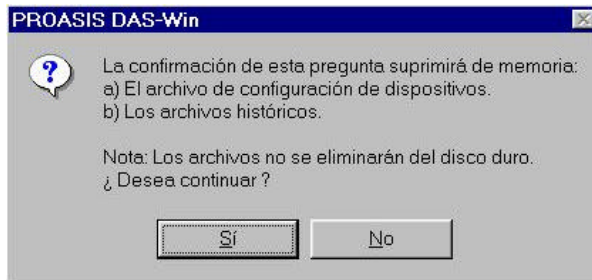 PROASIS DAS-Win
La confirmación de esta pregunta suprimirá de memoria:
a) El archivo de configuración de dispositivos.
b) Los archivos históricos.
Nota: Los archivos no se eliminarán del disco duro.
¿ Desea continuar ?
Sí
No